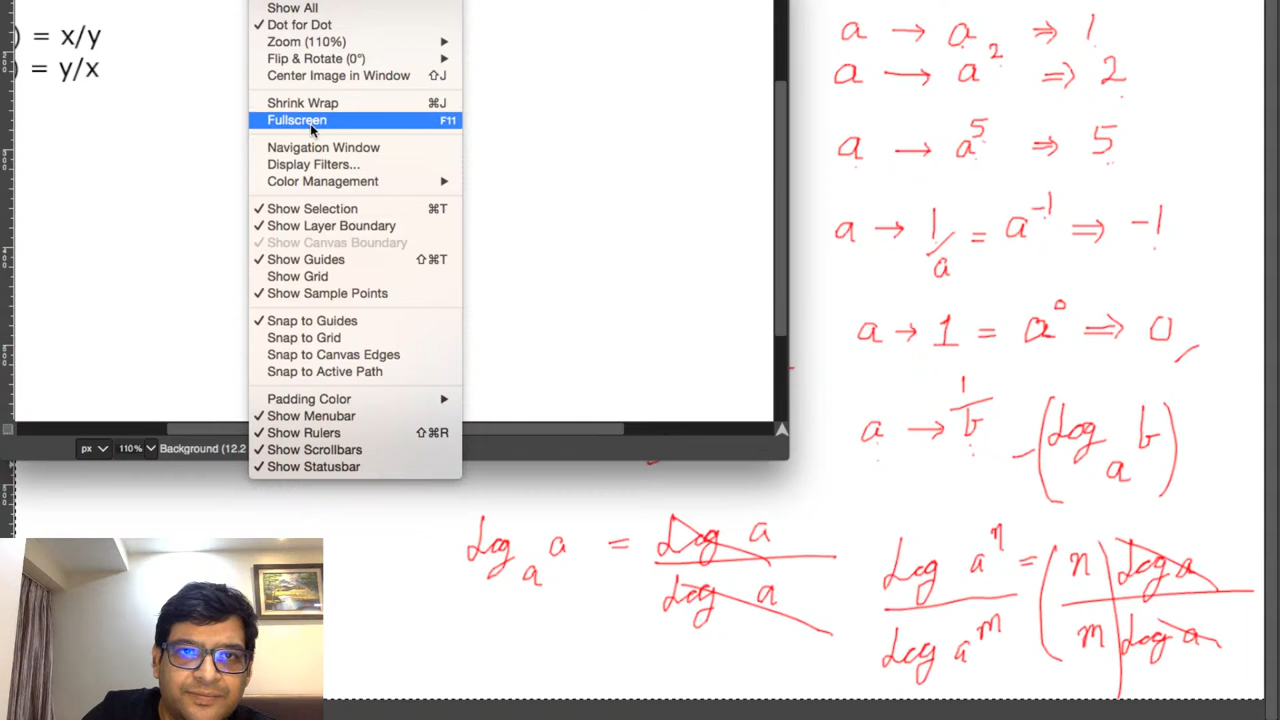 ) = x/y
) = y/x
Show All
✓ Dot for Dot
Zoom (110%) ▶
Flip & Rotate (0°) ▶
Center Image in Window ⇧J
Shrink Wrap ⌘J
Fullscreen F11
Navigation Window
Display Filters...
Color Management ▶
✓ Show Selection ⌘T
✓ Show Layer Boundary
✓ Show Canvas Boundary
✓ Show Guides ⇧⌘T
Show Grid
✓ Show Sample Points
✓ Snap to Guides
Snap to Grid
Snap to Canvas Edges
Snap to Active Path
Padding Color ▶
✓ Show Menubar
✓ Show Rulers ⇧⌘R
✓ Show Scrollbars
✓ Show Statusbar
px 110% Background (12.2
a → a ⇒ 1
a → a² ⇒ 2
a → a⁵ ⇒ 5
a → 1/a = a⁻¹ ⇒ -1
a → 1 = a⁰ ⇒ 0
a → 1/b -(Log_a b)
Log_a a = Log a / Log a
Log aⁿ / Log aᵐ = (n Log a / m Log a